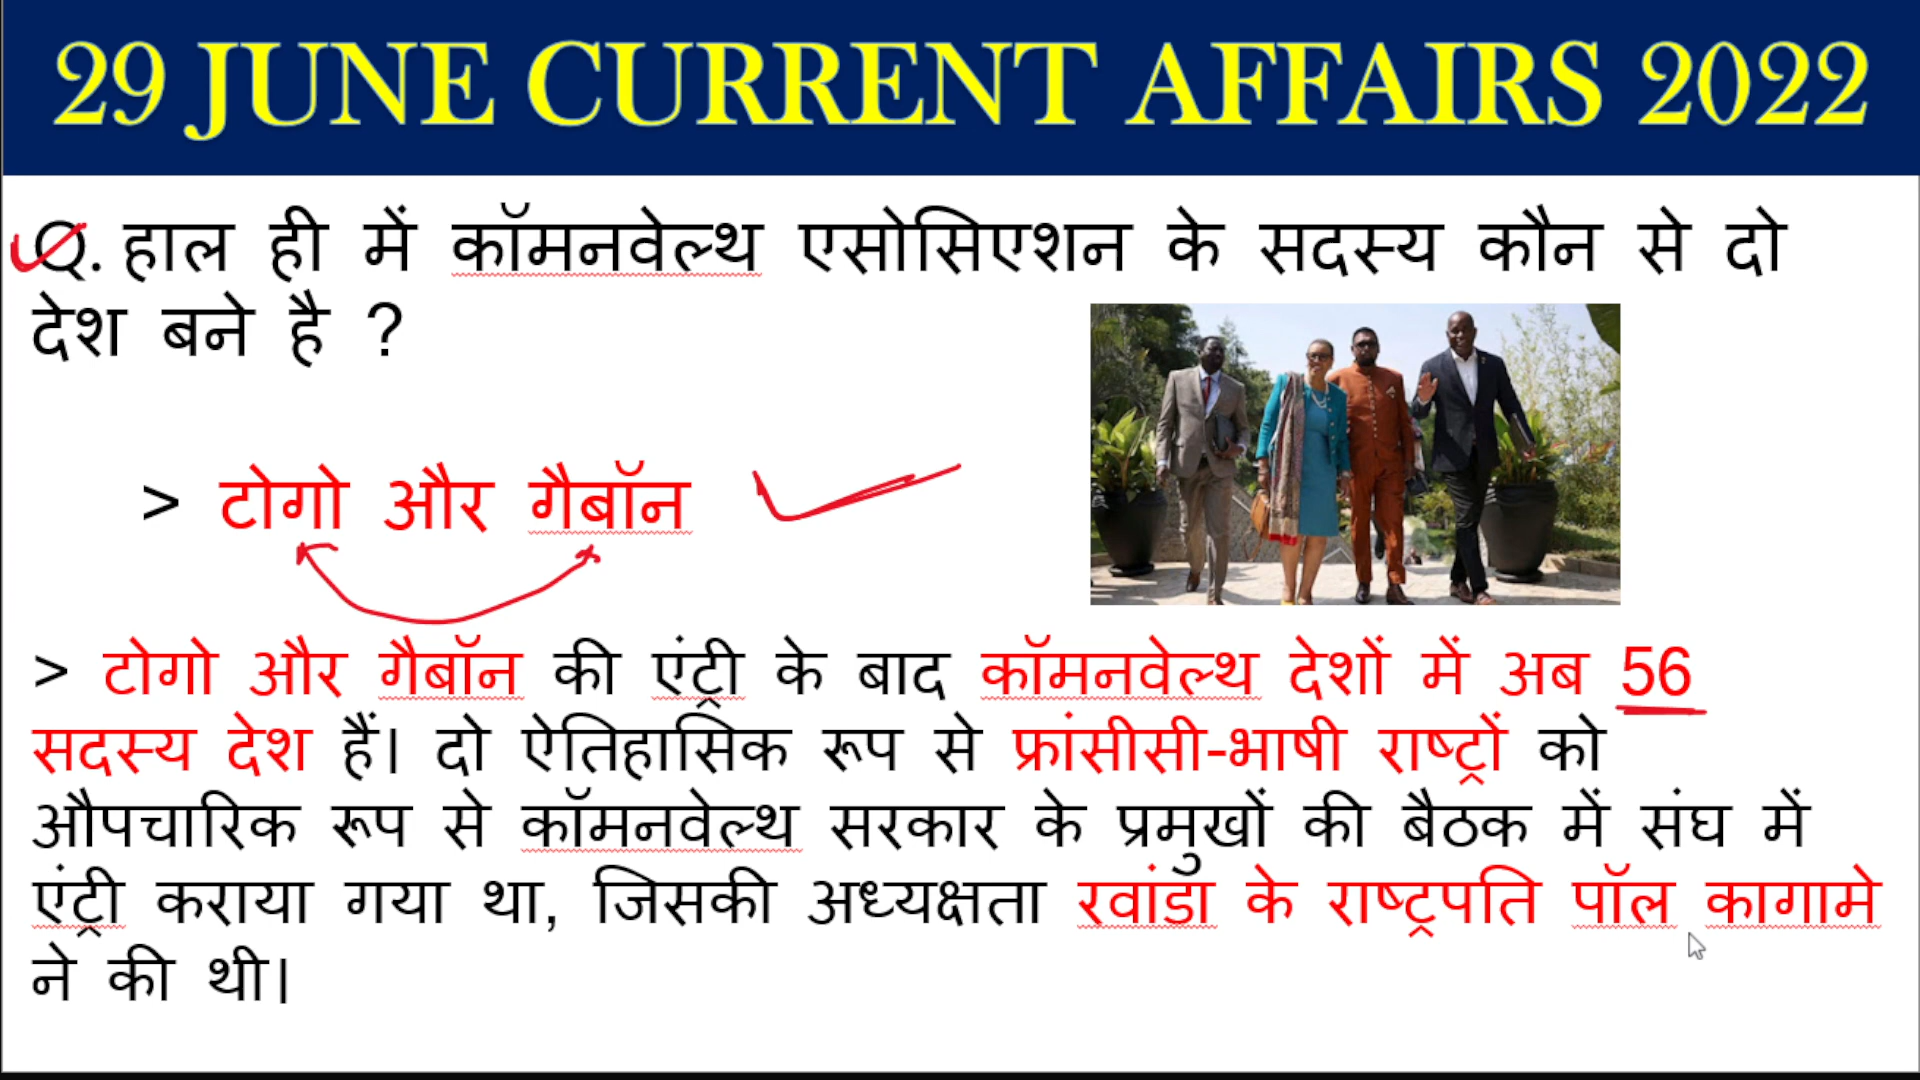 29 JUNE CURRENT AFFAIRS 2022
Q. हाल ही में कॉमनवेल्थ एसोसिएशन के सदस्य कौन से दो
देश बने है ?
> टोगो और गैबॉन
> टोगो और गैबॉन की एंट्री के बाद कॉमनवेल्थ देशों में अब 56
सदस्य देश हैं। दो ऐतिहासिक रूप से फ्रांसीसी-भाषी राष्ट्रों को
औपचारिक रूप से कॉमनवेल्थ सरकार के प्रमुखों की बैठक में संघ में
एंट्री कराया गया था, जिसकी अध्यक्षता रवांडा के राष्ट्रपति पॉल कागामे
ने की थी।